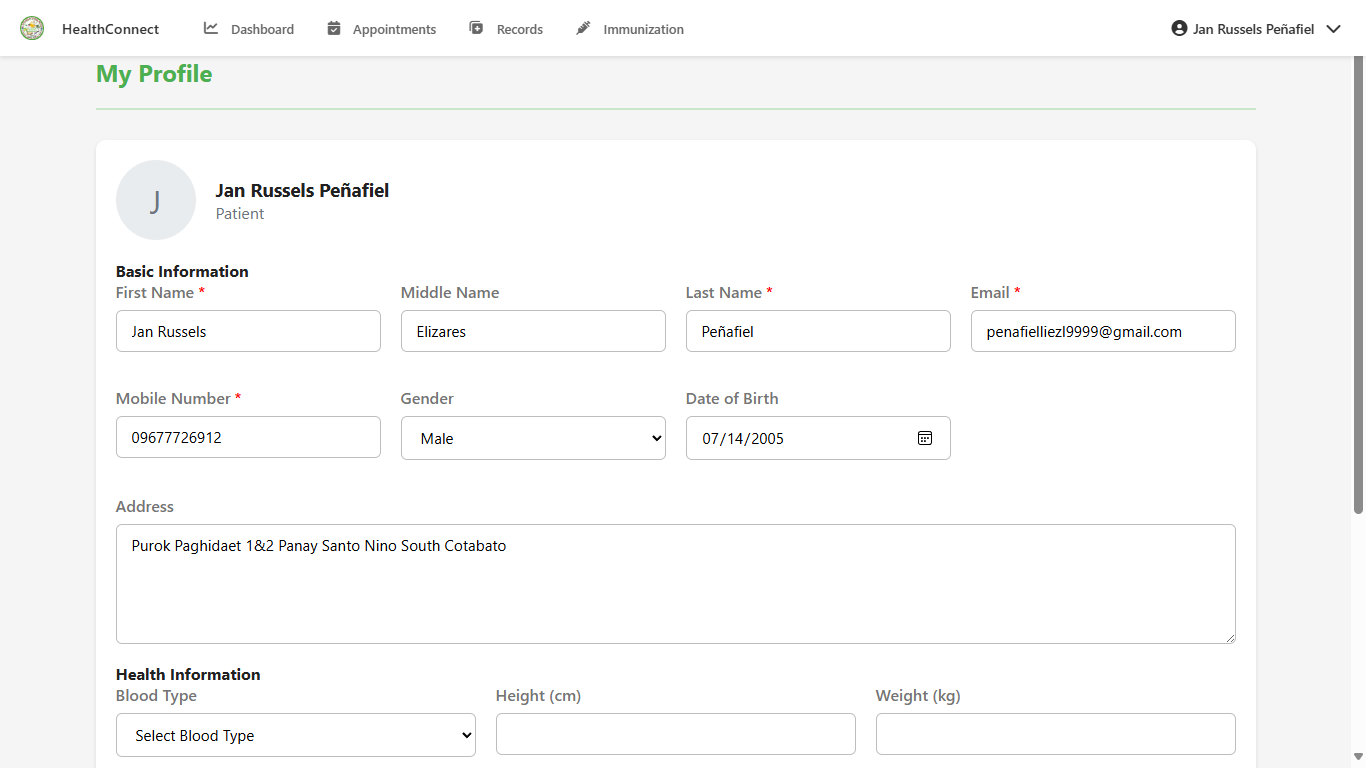 HealthConnect Dashboard Appointments Records Immunization Jan Russels Peñafiel
My Profile
J
Jan Russels Peñafiel
Patient
Basic Information
First Name * Middle Name Last Name * Email *
Jan Russels Elizares Peñafiel penafielliezl9999@gmail.com
Mobile Number * Gender Date of Birth
09677726912 Male 07/14/2005
Address
Purok Paghidaet 1&2 Panay Santo Nino South Cotabato
Health Information
Blood Type Height (cm) Weight (kg)
Select Blood Type